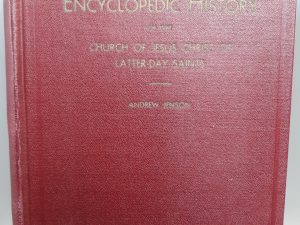 ENCYCLOPEDIC HISTORY
OF THE
CHURCH OF JESUS CHRIST OF
LATTER-DAY SAINTS
ANDREW JENSON